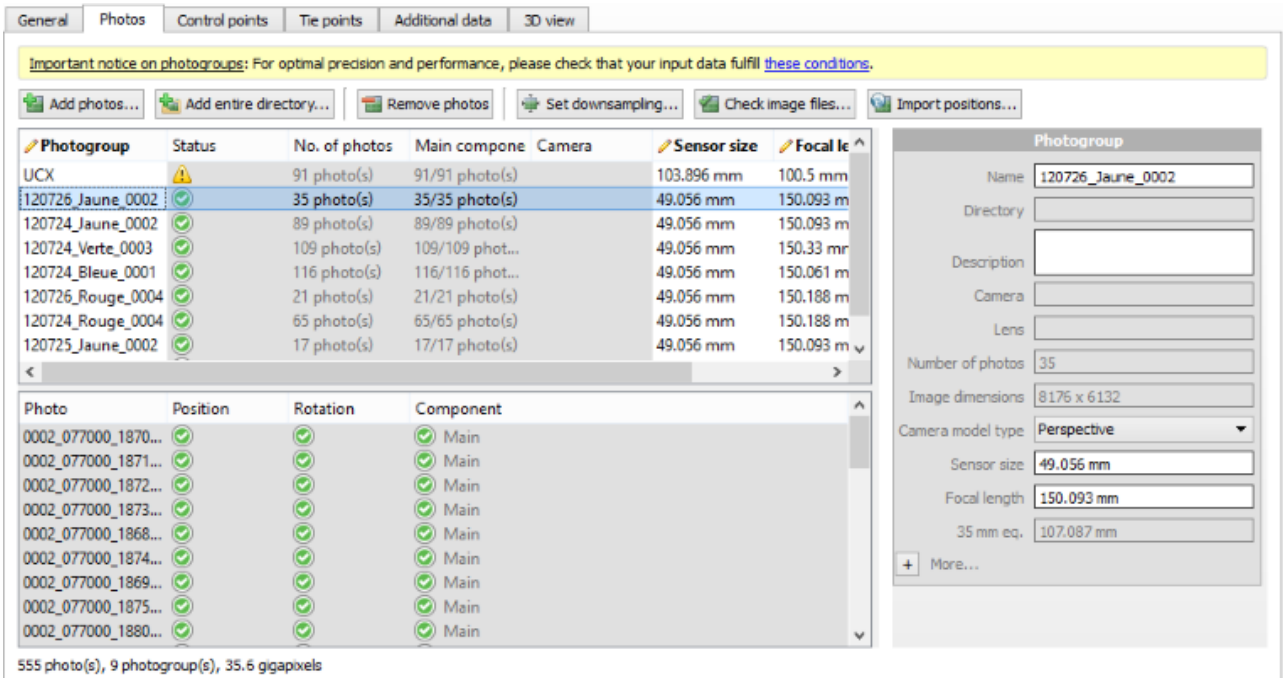 General Photos Control points Tie points Additional data 3D view
Important notice on photogroups: For optimal precision and performance, please check that your input data fulfill these conditions.
Add photos... Add entire directory... Remove photos Set downsampling... Check image files... Import positions...
Photogroup Status No. of photos Main compone Camera Sensor size Focal le
UCX 91 photo(s) 91/91 photo(s) 103.896 mm 100.5 mm
120726_Jaune_0002 35 photo(s) 35/35 photo(s) 49.056 mm 150.093 m
120724_Jaune_0002 89 photo(s) 89/89 photo(s) 49.056 mm 150.093 m
120724_Verte_0003 109 photo(s) 109/109 phot... 49.056 mm 150.33 mr
120724_Bleue_0001 116 photo(s) 116/116 phot... 49.056 mm 150.061 m
120726_Rouge_0004 21 photo(s) 21/21 photo(s) 49.056 mm 150.188 m
120724_Rouge_0004 65 photo(s) 65/65 photo(s) 49.056 mm 150.188 m
120725_Jaune_0002 17 photo(s) 17/17 photo(s) 49.056 mm 150.093 m
Photo Position Rotation Component
0002_077000_1870... Main
0002_077000_1871... Main
0002_077000_1872... Main
0002_077000_1873... Main
0002_077000_1868... Main
0002_077000_1874... Main
0002_077000_1869... Main
0002_077000_1875... Main
0002_077000_1880... Main
555 photo(s), 9 photogroup(s), 35.6 gigapixels
Photogroup
Name 120726_Jaune_0002
Directory
Description
Camera
Lens
Number of photos 35
Image dimensions 8176 x 6132
Camera model type Perspective
Sensor size 49.056 mm
Focal length 150.093 mm
35 mm eq. 107.087 mm
+ More...